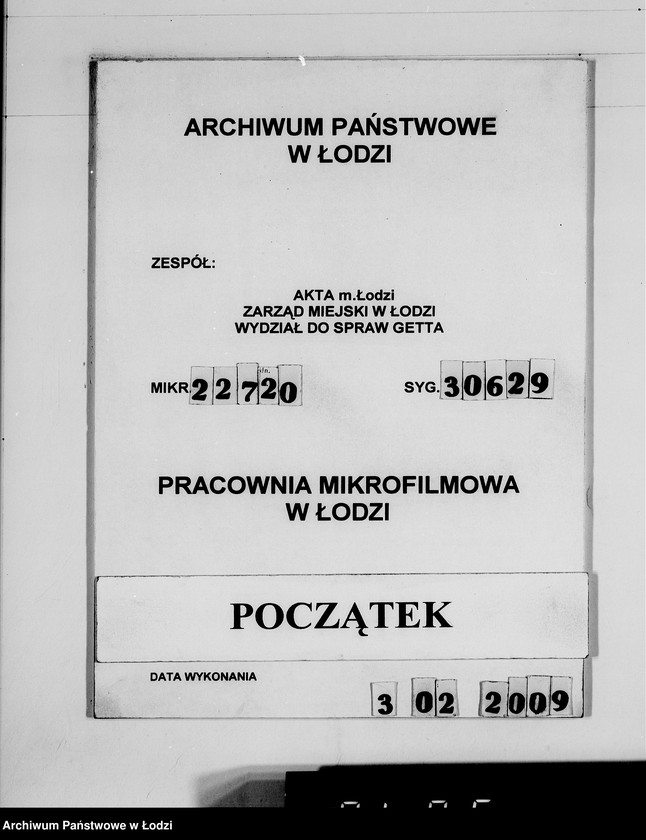 ARCHIWUM PAŃSTWOWE
W ŁODZI
ZESPÓŁ:
AKTA m.Łodzi
ZARZĄD MIEJSKI W ŁODZI
WYDZIAŁ DO SPRAW GETTA
MIKR. 22720 SYG. 30629
PRACOWNIA MIKROFILMOWA
W ŁODZI
POCZĄTEK
DATA WYKONANIA
3 02 2009
Archiwum Państwowe w Łodzi